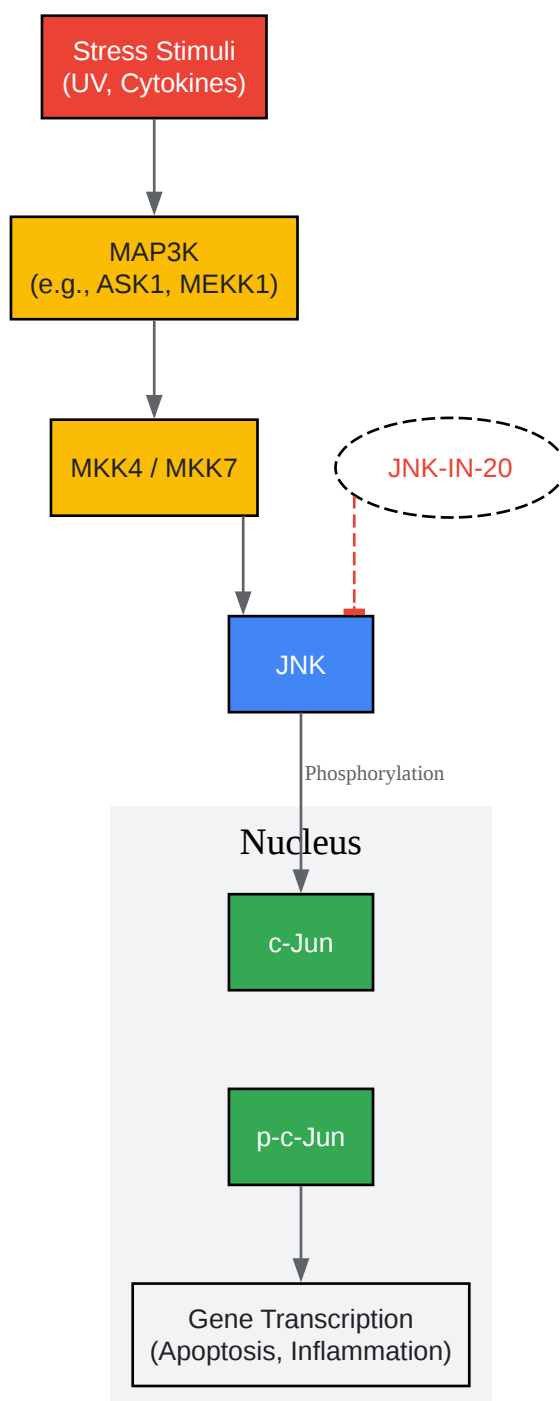 Stress Stimuli
(UV, Cytokines)
MAP3K
(e.g., ASK1, MEKK1)
MKK4 / MKK7
JNK-IN-20
JNK
Phosphorylation
Nucleus
c-Jun
p-c-Jun
Gene Transcription
(Apoptosis, Inflammation)